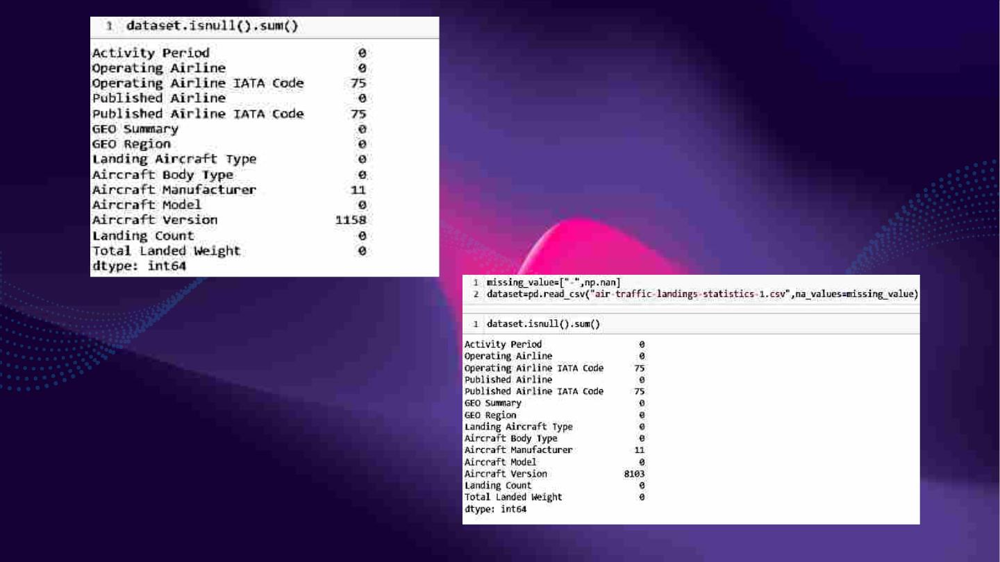 1 dataset.isnull().sum()
Activity Period 0
Operating Airline 0
Operating Airline IATA Code 75
Published Airline 0
Published Airline IATA Code 75
GEO Summary 0
GEO Region 0
Landing Aircraft Type 0
Aircraft Body Type 0
Aircraft Manufacturer 11
Aircraft Model 0
Aircraft Version 1158
Landing Count 0
Total Landed Weight 0
dtype: int64
1 missing_value=["-",np.nan]
2 dataset=pd.read_csv("air-traffic-landings-statistics-1.csv",na_values=missing_value)
1 dataset.isnull().sum()
Activity Period 0
Operating Airline 0
Operating Airline IATA Code 75
Published Airline 0
Published Airline IATA Code 75
GEO Summary 0
GEO Region 0
Landing Aircraft Type 0
Aircraft Body Type 0
Aircraft Manufacturer 11
Aircraft Model 0
Aircraft Version 8103
Landing Count 0
Total Landed Weight 0
dtype: int64